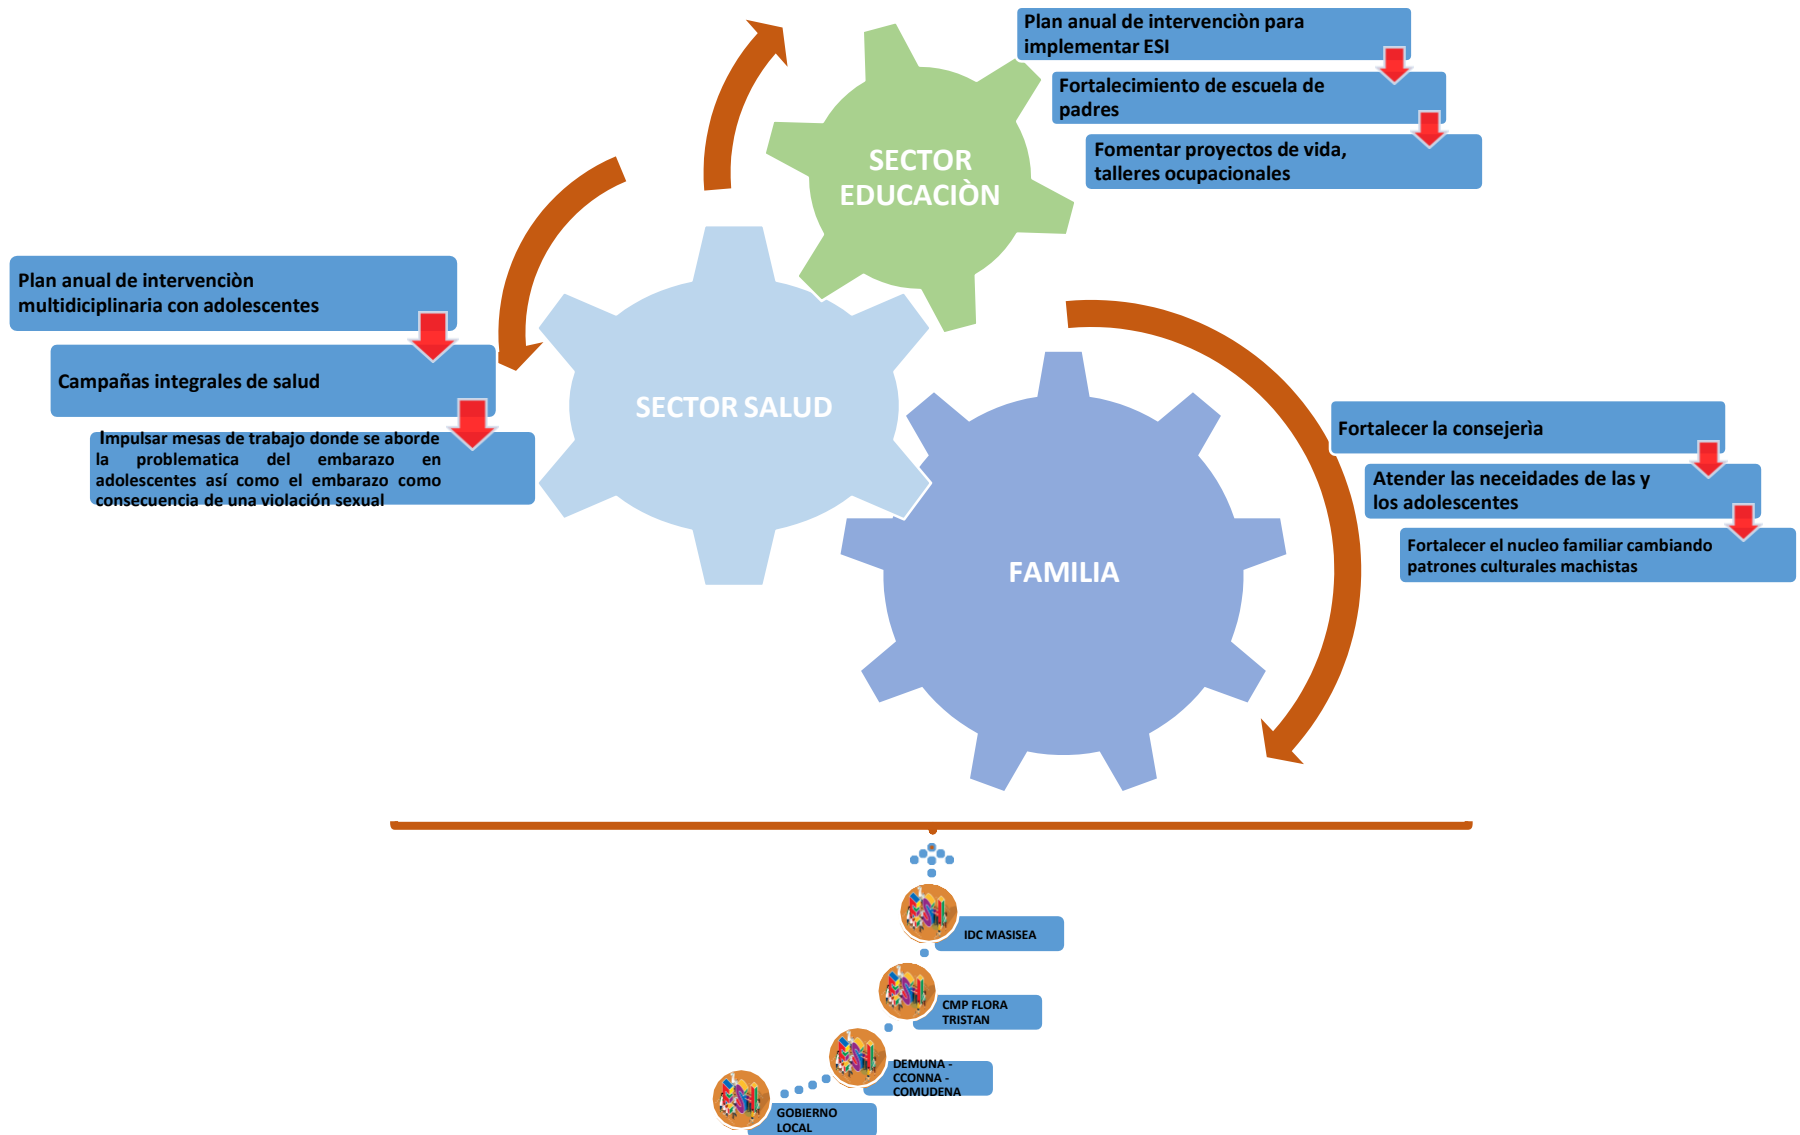 Plan anual de intervenciòn para
implementar ESI
Fortalecimiento de escuela de
padres
Fomentar proyectos de vida,
talleres ocupacionales
SECTOR
EDUCACIÒN
Plan anual de intervenciòn
multidiciplinaria con adolescentes
Campañas integrales de salud
Impulsar mesas de trabajo donde se aborde
la problematica del embarazo en
adolescentes así como el embarazo como
consecuencia de una violación sexual
SECTOR SALUD
Fortalecer la consejerìa
Atender las neceidades de las y
los adolescentes
Fortalecer el nucleo familiar cambiando
patrones culturales machistas
FAMILIA
IDC MASISEA
CMP FLORA
TRISTAN
DEMUNA -
CCONNA -
COMUDENA
GOBIERNO
LOCAL